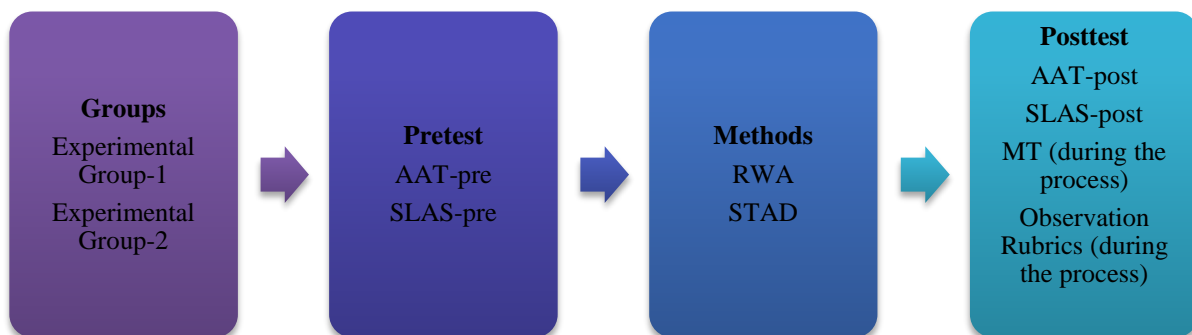 Groups
Experimental
Group-1
Experimental
Group-2
Pretest
AAT-pre
SLAS-pre
Methods
RWA
STAD
Posttest
AAT-post
SLAS-post
MT (during the
process)
Observation
Rubrics (during
the process)